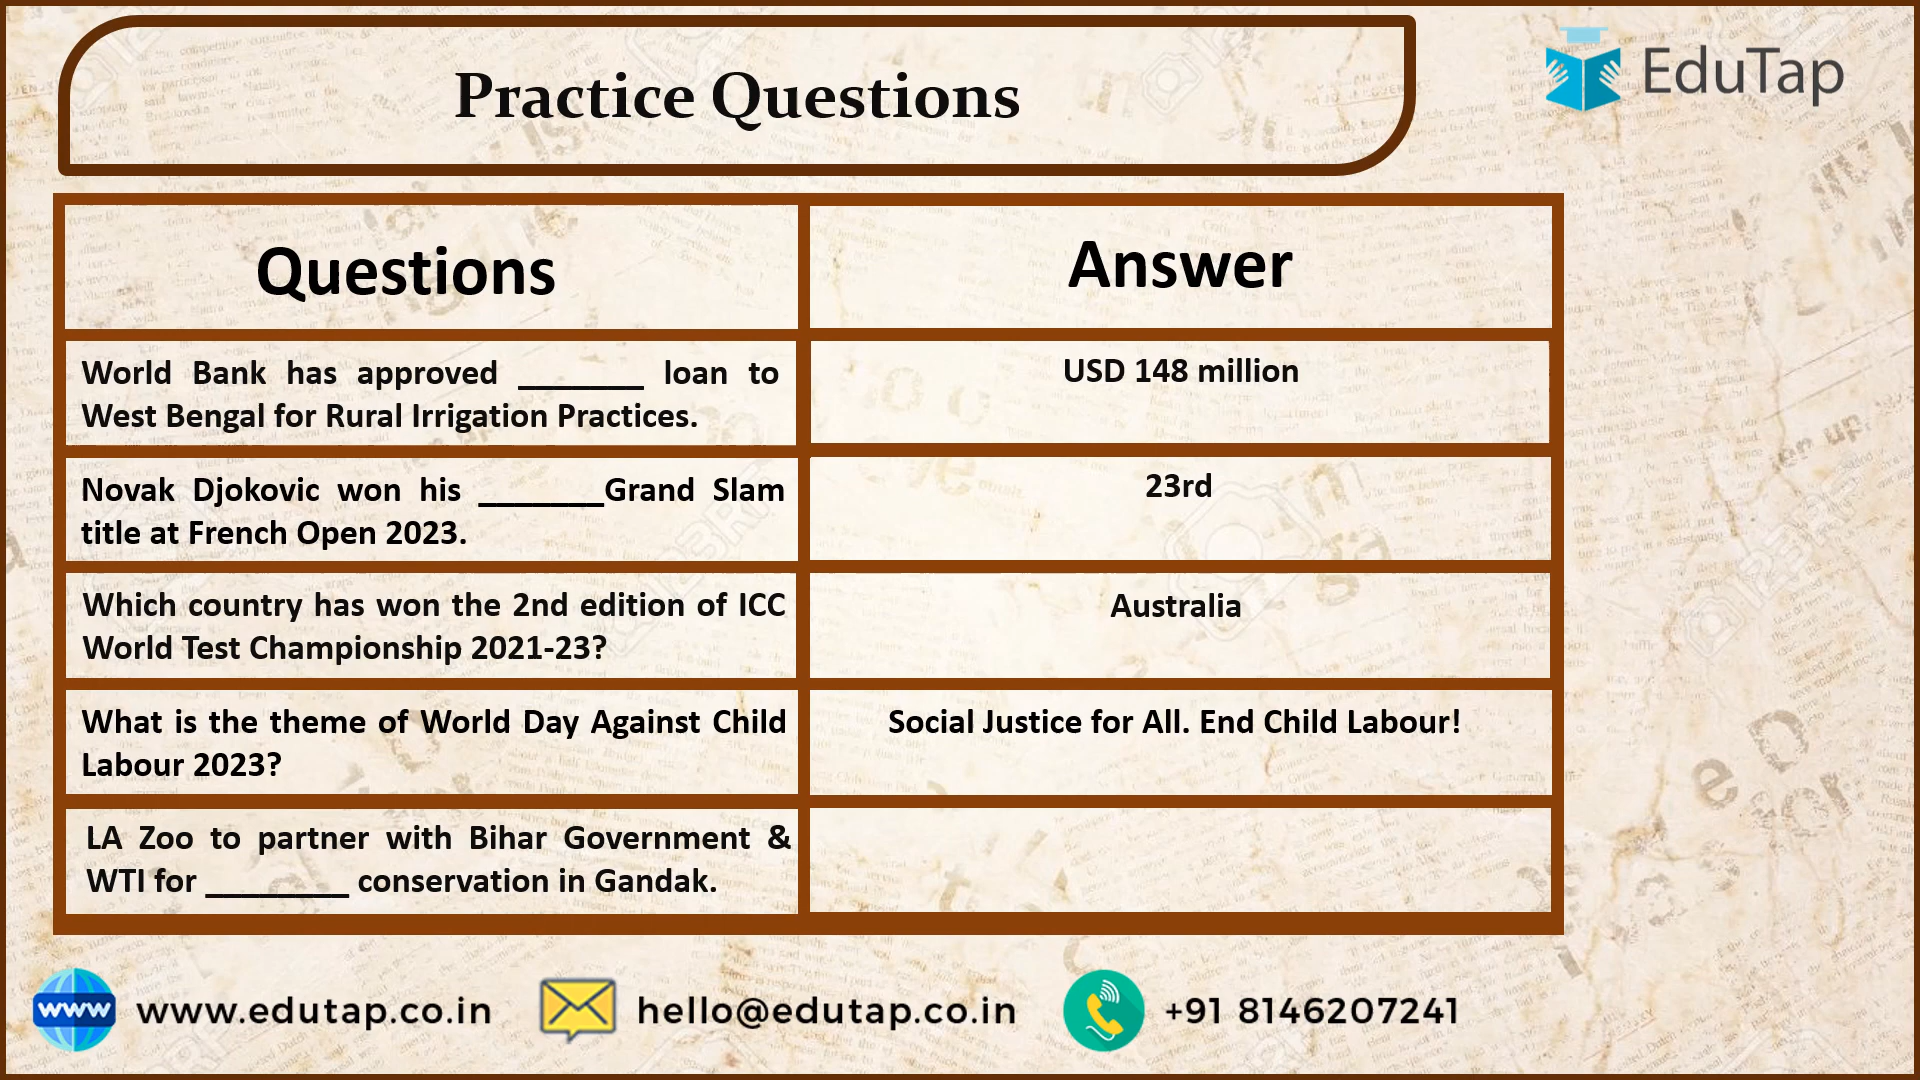 Practice Questions
EduTap
Questions
Answer
World Bank has approved _______ loan to
West Bengal for Rural Irrigation Practices.
USD 148 million
Novak Djokovic won his _______Grand Slam
title at French Open 2023.
23rd
Which country has won the 2nd edition of ICC
World Test Championship 2021-23?
Australia
What is the theme of World Day Against Child
Labour 2023?
Social Justice for All. End Child Labour!
LA Zoo to partner with Bihar Government &
WTI for ________ conservation in Gandak.
www
www.edutap.co.in
hello@edutap.co.in
+91 8146207241